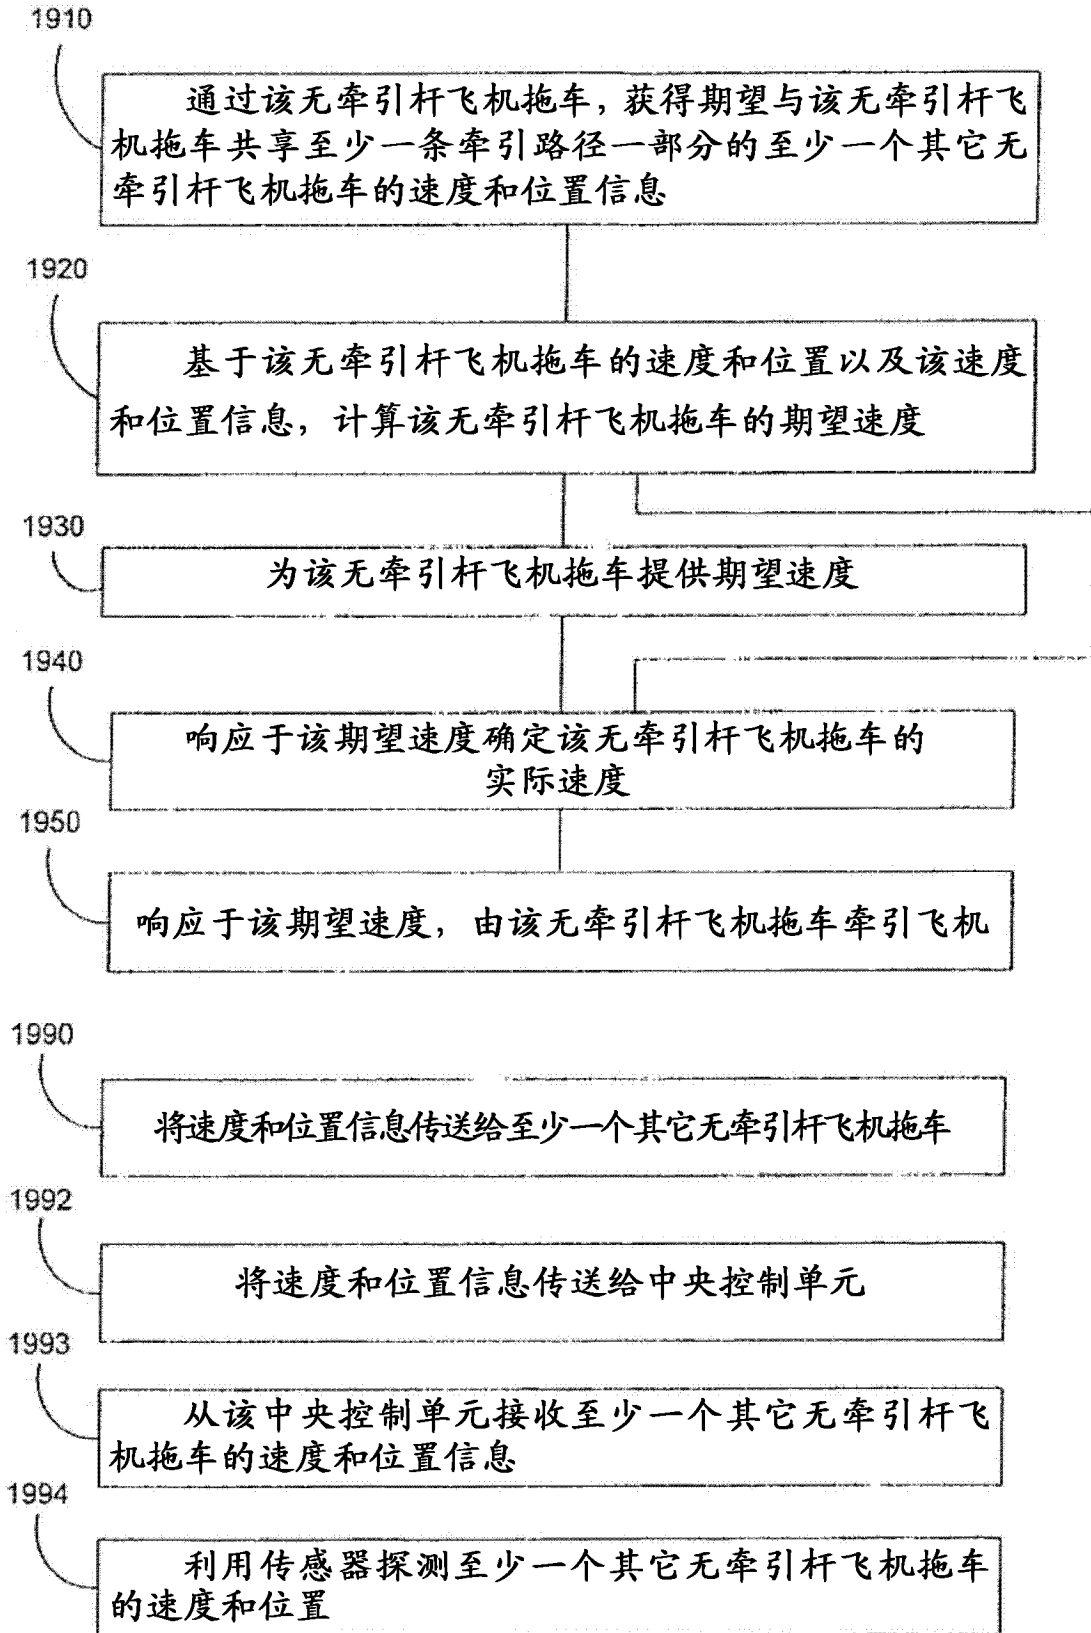 1910
通过该无牵引杆飞机拖车，获得期望与该无牵引杆飞
机拖车共享至少一条牵引路径一部分的至少一个其它无
牵引杆飞机拖车的速度和位置信息
1920
基于该无牵引杆飞机拖车的速度和位置以及该速度
和位置信息，计算该无牵引杆飞机拖车的期望速度
1930
为该无牵引杆飞机拖车提供期望速度
1940
响应于该期望速度确定该无牵引杆飞机拖车的
实际速度
1950
响应于该期望速度，由该无牵引杆飞机拖车牵引飞机
1990
将速度和位置信息传送给至少一个其它无牵引杆飞机拖车
1992
将速度和位置信息传送给中央控制单元
1993
从该中央控制单元接收至少一个其它无牵引杆飞
机拖车的速度和位置信息
1994
利用传感器探测至少一个其它无牵引杆飞机拖车
的速度和位置